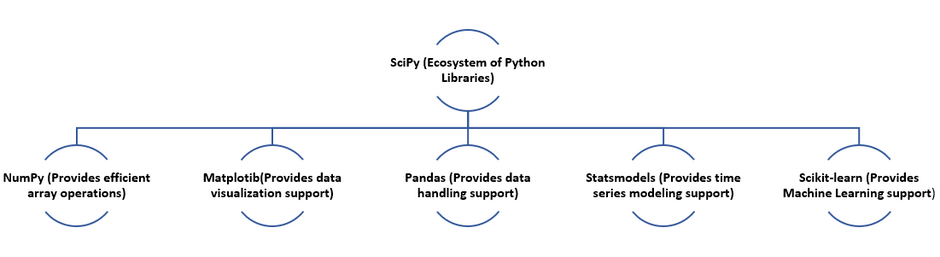 SciPy (Ecosystem of Python
Libraries)
NumPy (Provides efficient
array operations)
Matplotib(Provides data
visualization support)
Pandas (Provides data
handling support)
Statsmodels (Provides time
series modeling support)
Scikit-learn (Provides
Machine Learning support)